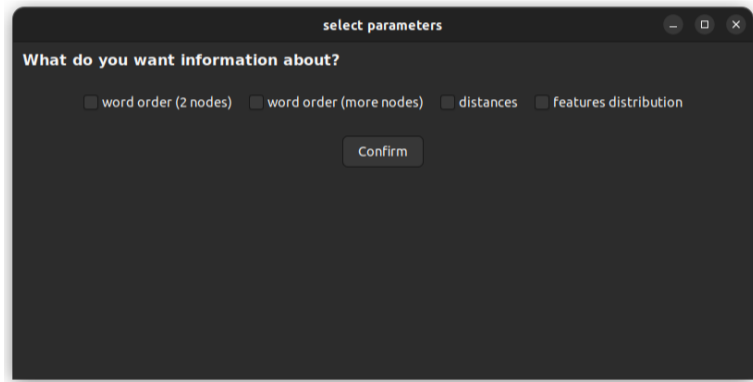 select parameters
What do you want information about?
word order (2 nodes) word order (more nodes) distances features distribution
Confirm